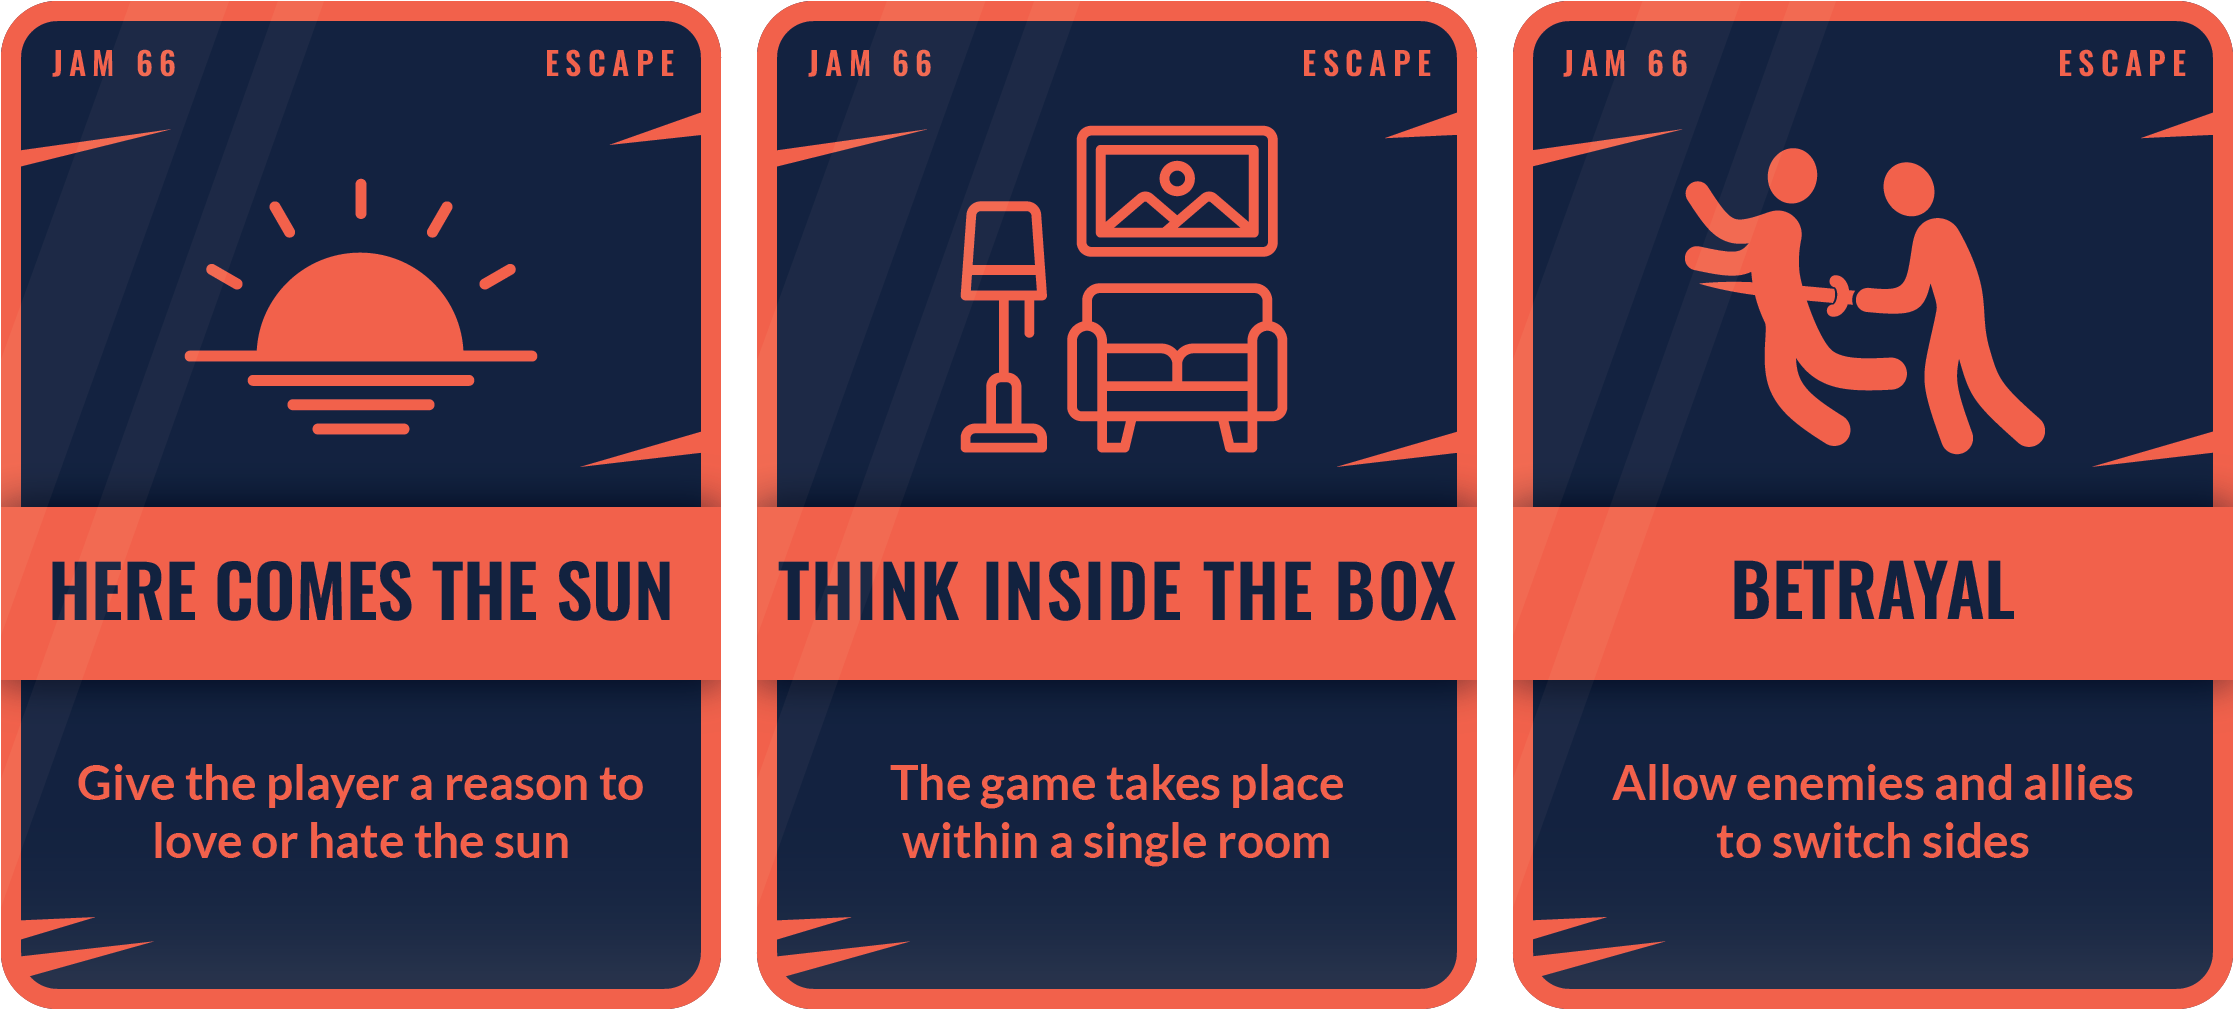 JAM 66
ESCAPE
HERE COMES THE SUN
Give the player a reason to
love or hate the sun
JAM 66
ESCAPE
THINK INSIDE THE BOX
The game takes place
within a single room
JAM 66
ESCAPE
BETRAYAL
Allow enemies and allies
to switch sides